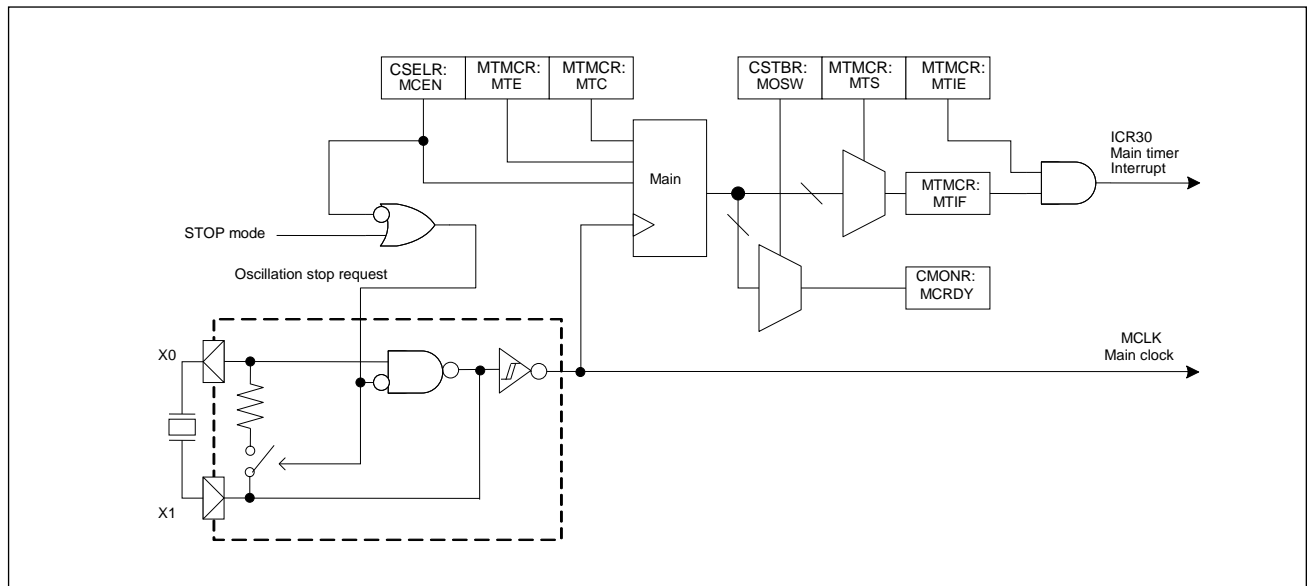 CSELR:
MCEN
MTMCR:
MTE
MTMCR:
MTC
CSTBR:
MOSW
MTMCR:
MTS
MTMCR:
MTIE
Main
MTMCR:
MTIF
ICR30
Main timer
Interrupt
STOP mode
Oscillation stop request
CMONR:
MCRDY
X0
X1
MCLK
Main clock